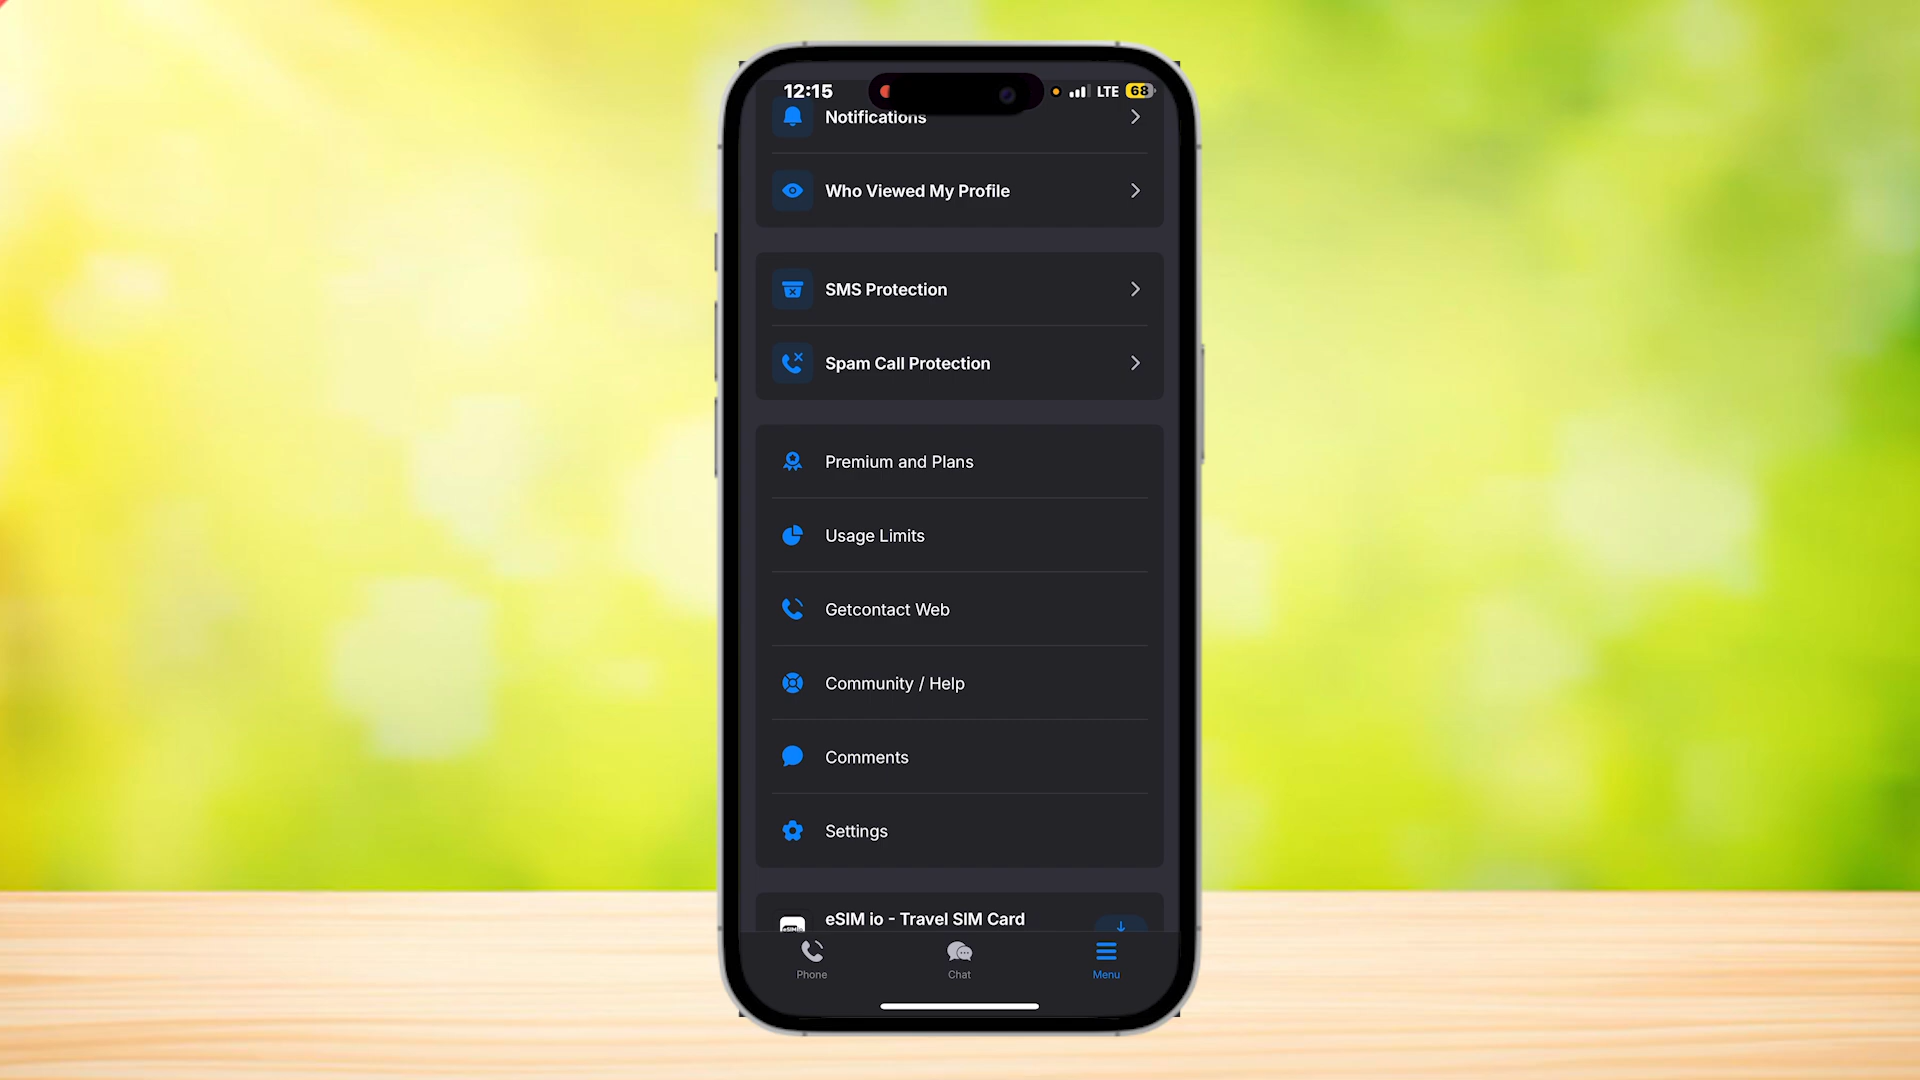 12:15
LTE 68
Notifications
Who Viewed My Profile
SMS Protection
Spam Call Protection
Premium and Plans
Usage Limits
Getcontact Web
Community / Help
Comments
Settings
eSIM io - Travel SIM Card
Phone
Chat
Menu